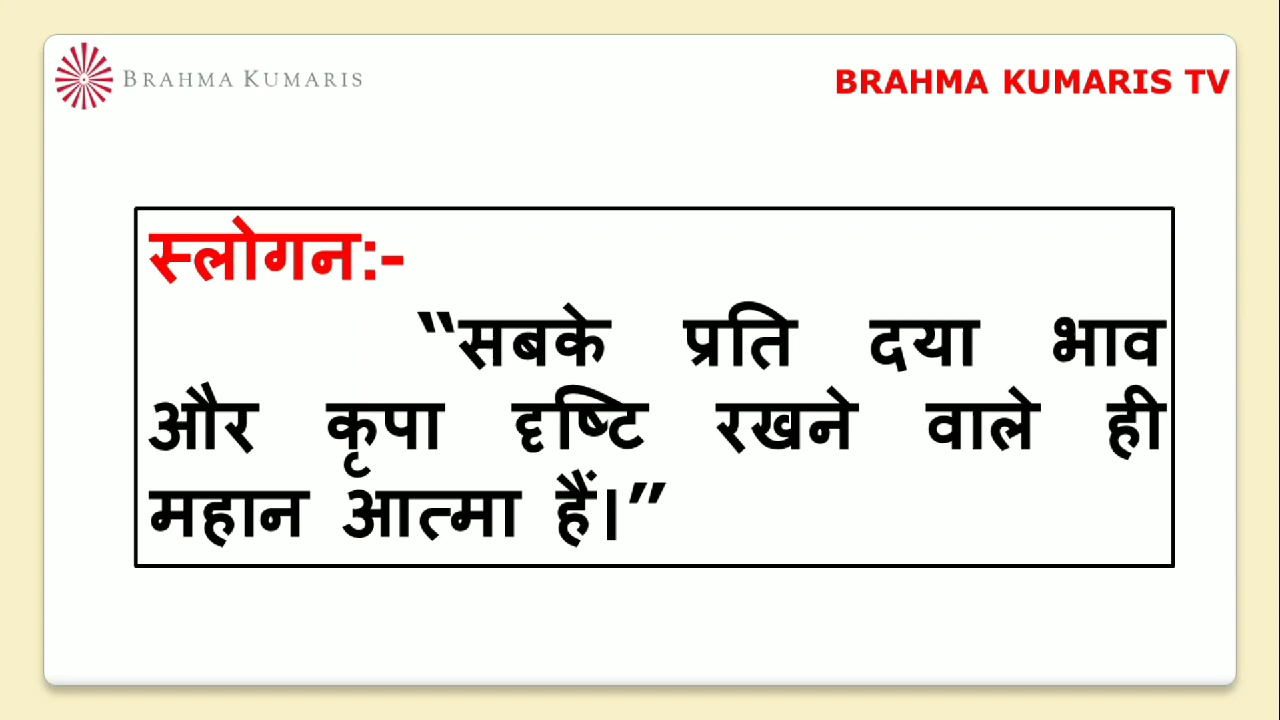 BRAHMA KUMARIS
BRAHMA KUMARIS TV
स्लोगन:-
“सबके प्रति दया भाव
और कृपा दृष्टि रखने वाले ही
महान आत्मा हैं।”